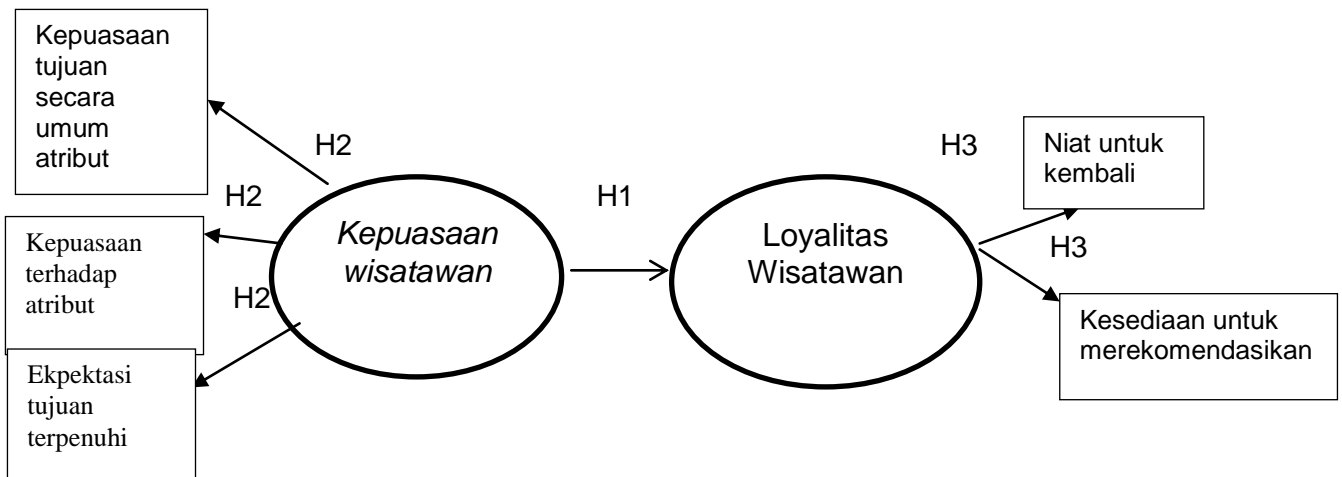 Kepuasaan
tujuan
secara
umum
atribut
H2
H2
Kepuasaan
terhadap
atribut
H2
Ekpektasi
tujuan
terpenuhi
Kepuasaan
wisatawan
H1
Loyalitas
Wisatawan
H3
Niat untuk
kembali
H3
Kesediaan untuk
merekomendasikan